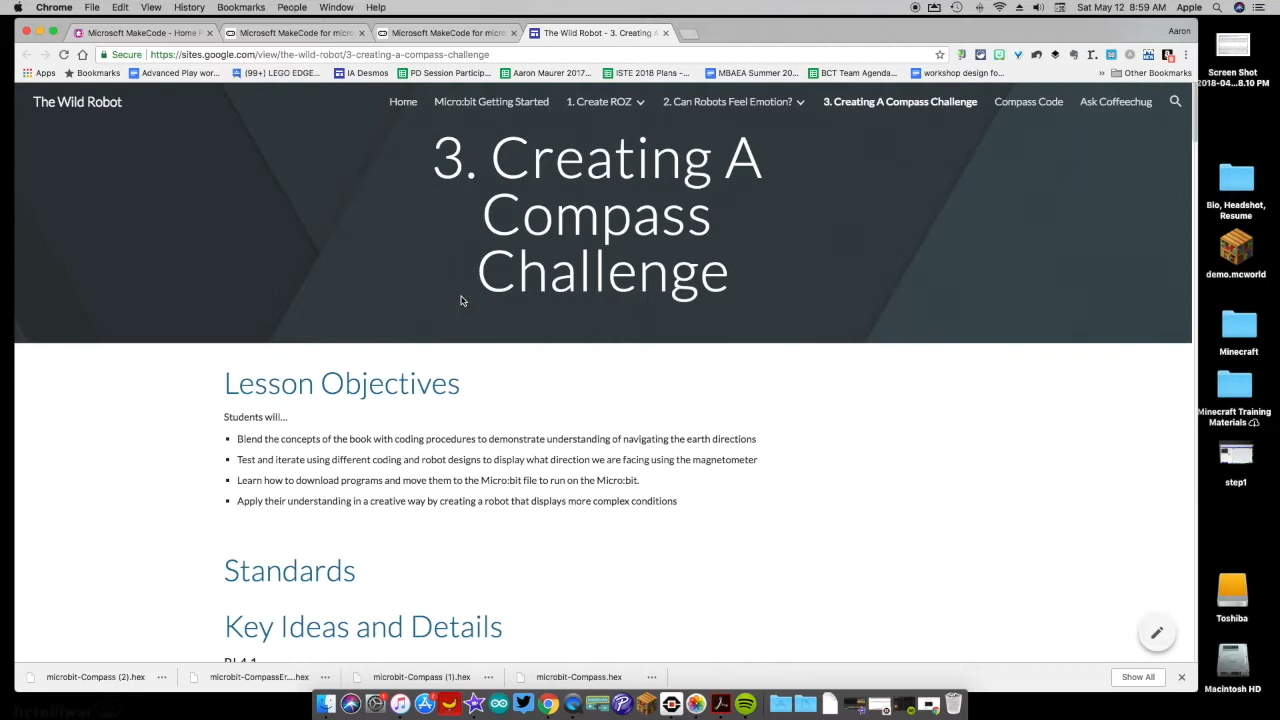 Chrome File Edit View History Bookmarks People Window Help Sat May 12 8:59 AM Apple
Microsoft MakeCode - Home P Microsoft MakeCode for micro Microsoft MakeCode for micro The Wild Robot - 3. Creating A Aaron
Secure https://sites.google.com/view/the-wild-robot/3-creating-a-compass-challenge
Apps Bookmarks Advanced Play wor... (99+) LEGO EDGE... IA Desmos PD Session Particip... Aaron Maurer 2017... ISTE 2018 Plans -... MBAEA Summer 20... BCT Team Agenda... workshop design fo... » Other Bookmarks
The Wild Robot Home Micro:bit Getting Started 1. Create ROZ 2. Can Robots Feel Emotion? 3. Creating A Compass Challenge Compass Code Ask Coffeechug
3. Creating A
Compass
Challenge
Lesson Objectives
Students will...
Blend the concepts of the book with coding procedures to demonstrate understanding of navigating the earth directions
Test and iterate using different coding and robot designs to display what direction we are facing using the magnetometer
Learn how to download programs and move them to the Micro:bit file to run on the Micro:bit.
Apply their understanding in a creative way by creating a robot that displays more complex conditions
Standards
Key Ideas and Details
microbit-Compass (2).hex microbit-CompassEr....hex microbit-Compass (1).hex microbit-Compass.hex Show All
Screen Shot
2018-04...8.10 PM
Bio, Headshot,
Resume
demo.mcworld
Minecraft
Minecraft Training
Materials
step1
Toshiba
Macintosh HD